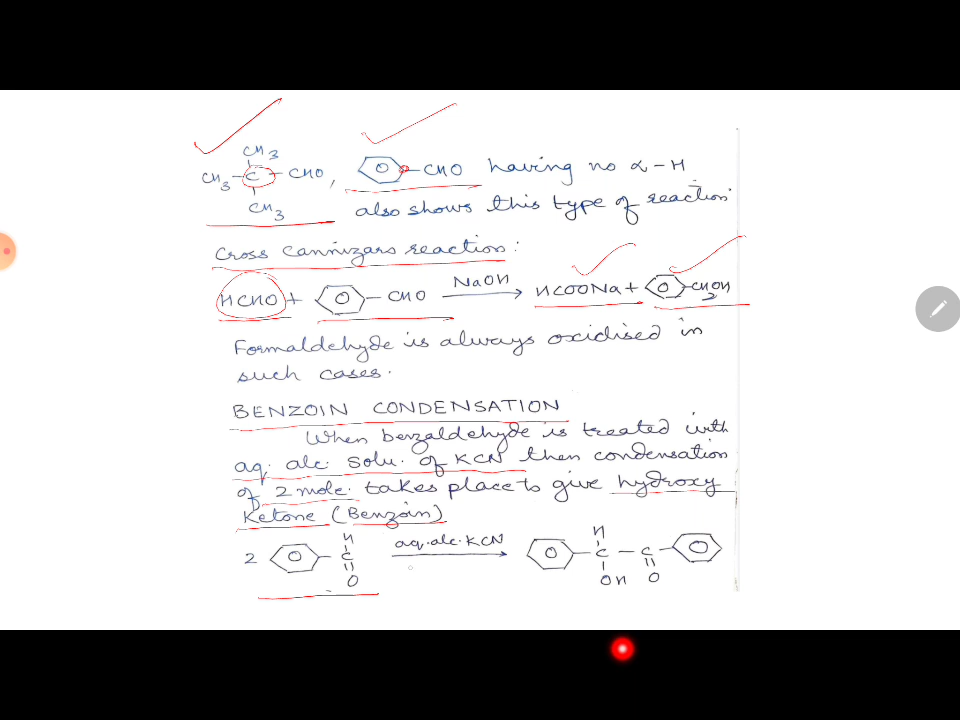 CH3
CH3 - C - CHO, ⌬ - CHO having no α - H
CH3 also shows this type of reaction
Cross cannizars reaction:
HCHO + ⌬ - CHO NaOH → HCOONa + ⌬ - CH2OH
Formaldehyde is always oxidised in
such cases.
BENZOIN CONDENSATION
When benzaldehyde is treated with
aq. alc. solu. of KCN then condensation
of 2 mole. takes place to give hydroxy
Ketone (Benzoin)
2 ⌬ - C(H) = O aq. alc. KCN → ⌬ - C(H)(OH) - C(=O) - ⌬